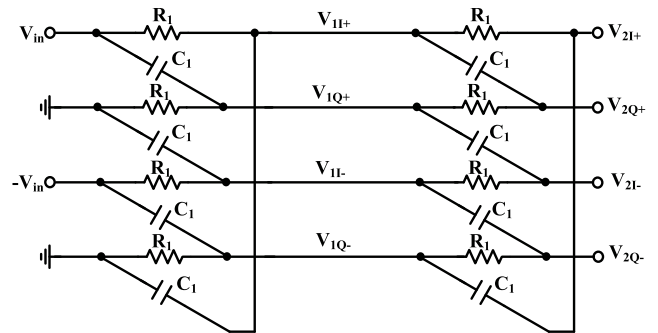 R₁ V₁I+ R₁
Vin V₂I+
C₁ C₁
R₁ V₁Q+ R₁
V₂Q+
C₁ C₁
R₁ V₁I- R₁
-Vin V₂I-
C₁ C₁
R₁ V₁Q- R₁
V₂Q-
C₁ C₁